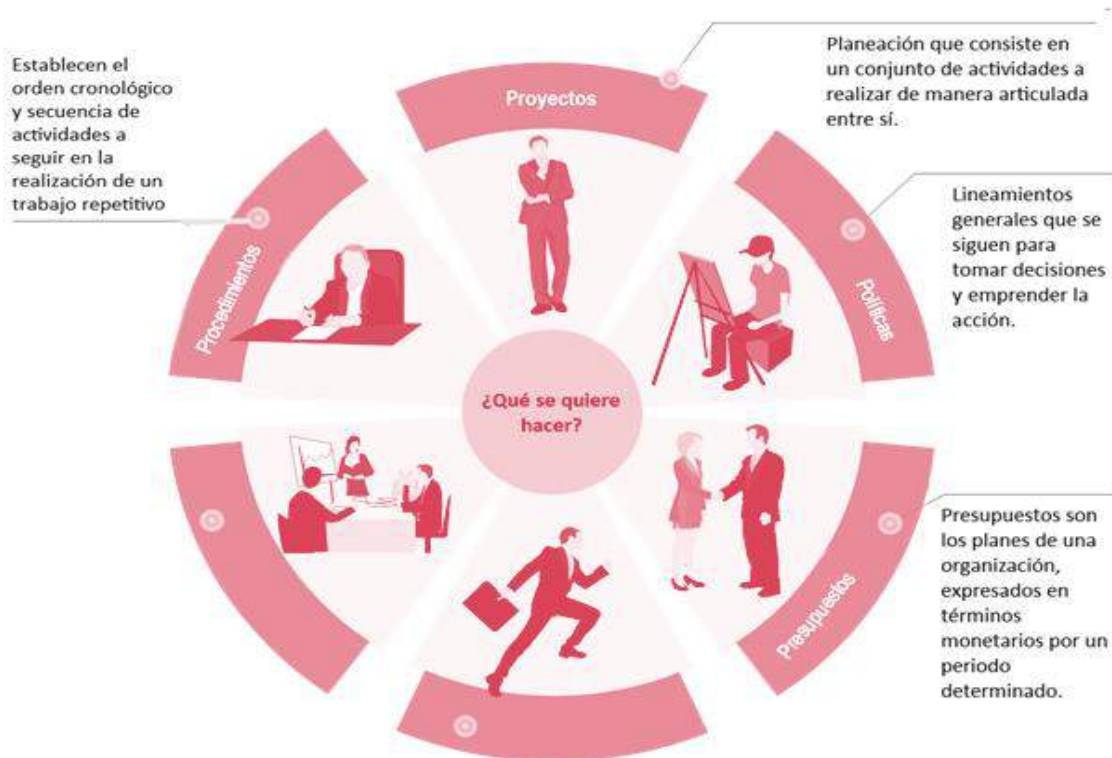 Establecen el
orden cronológico
y secuencia de
actividades a
seguir en la
realización de un
trabajo repetitivo
Proyectos
Planeación que consiste en
un conjunto de actividades a
realizar de manera articulada
entre sí.
Procedimientos
Políticas
Lineamientos
generales que se
siguen para
tomar decisiones
y emprender la
acción.
¿Qué se quiere
hacer?
Presupuestos
Presupuestos son
los planes de una
organización,
expresados en
términos
monetarios por un
periodo
determinado.